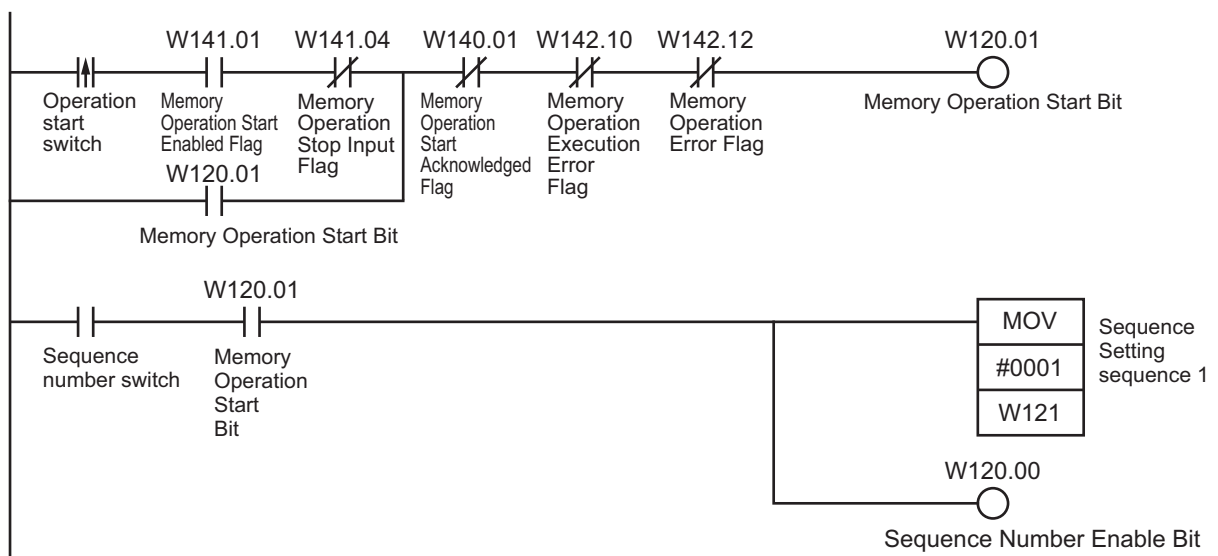 W141.01 W141.04 W140.01 W142.10 W142.12 W120.01
Operation
start
switch
Memory
Operation Start
Enabled Flag
Memory
Operation
Stop Input
Flag
Memory
Operation
Start
Acknowledged
Flag
Memory
Operation
Execution
Error
Flag
Memory
Operation
Error Flag
Memory Operation Start Bit
W120.01
Memory Operation Start Bit
W120.01
Sequence
number switch
Memory
Operation
Start
Bit
MOV
#0001
W121
Sequence
Setting
sequence 1
W120.00
Sequence Number Enable Bit